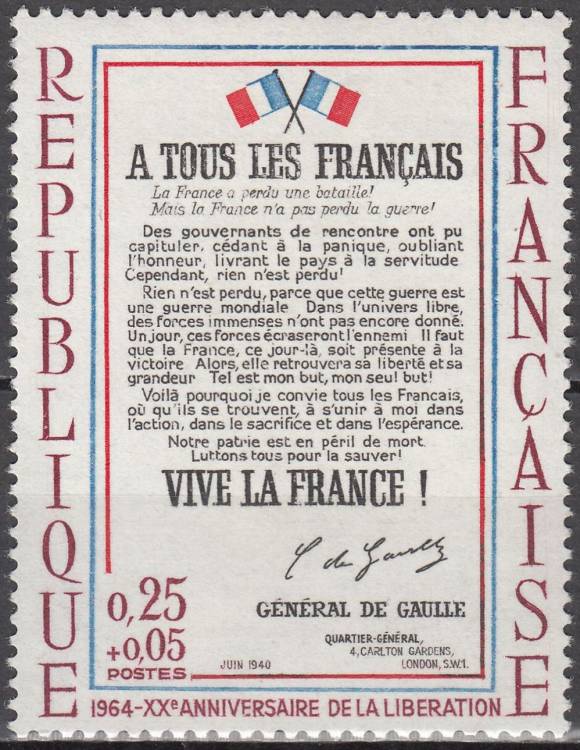 RÉPUBLIQUE
FRANÇAISE
A TOUS LES FRANÇAIS
La France a perdu une bataille!
Mais la France n'a pas perdu la guerre!
Des gouvernants de rencontre ont pu
capituler, cédant à la panique, oubliant
l'honneur, livrant le pays à la servitude
Cependant, rien n'est perdu!
Rien n'est perdu, parce que cette guerre est
une guerre mondiale Dans l'univers libre,
des forces immenses n'ont pas encore donné.
Un jour, ces forces écraseront l'ennemi Il faut
que la France, ce jour-là, soit présente à la
victoire Alors, elle retrouvera sa liberté et sa
grandeur Tel est mon but, mon seul but!
Voilà pourquoi je convie tous les Français,
où qu'ils se trouvent, à s'unir à moi dans
l'action, dans le sacrifice et dans l'espérance.
Notre patrie est en péril de mort.
Luttons tous pour la sauver!
VIVE LA FRANCE !
C de Gaulle
0,25
+0,05
POSTES
GÉNÉRAL DE GAULLE
QUARTIER-GÉNÉRAL,
4, CARLTON GARDENS,
LONDON, S.W.1.
JUIN 1940
1964-XXe ANNIVERSAIRE DE LA LIBERATION